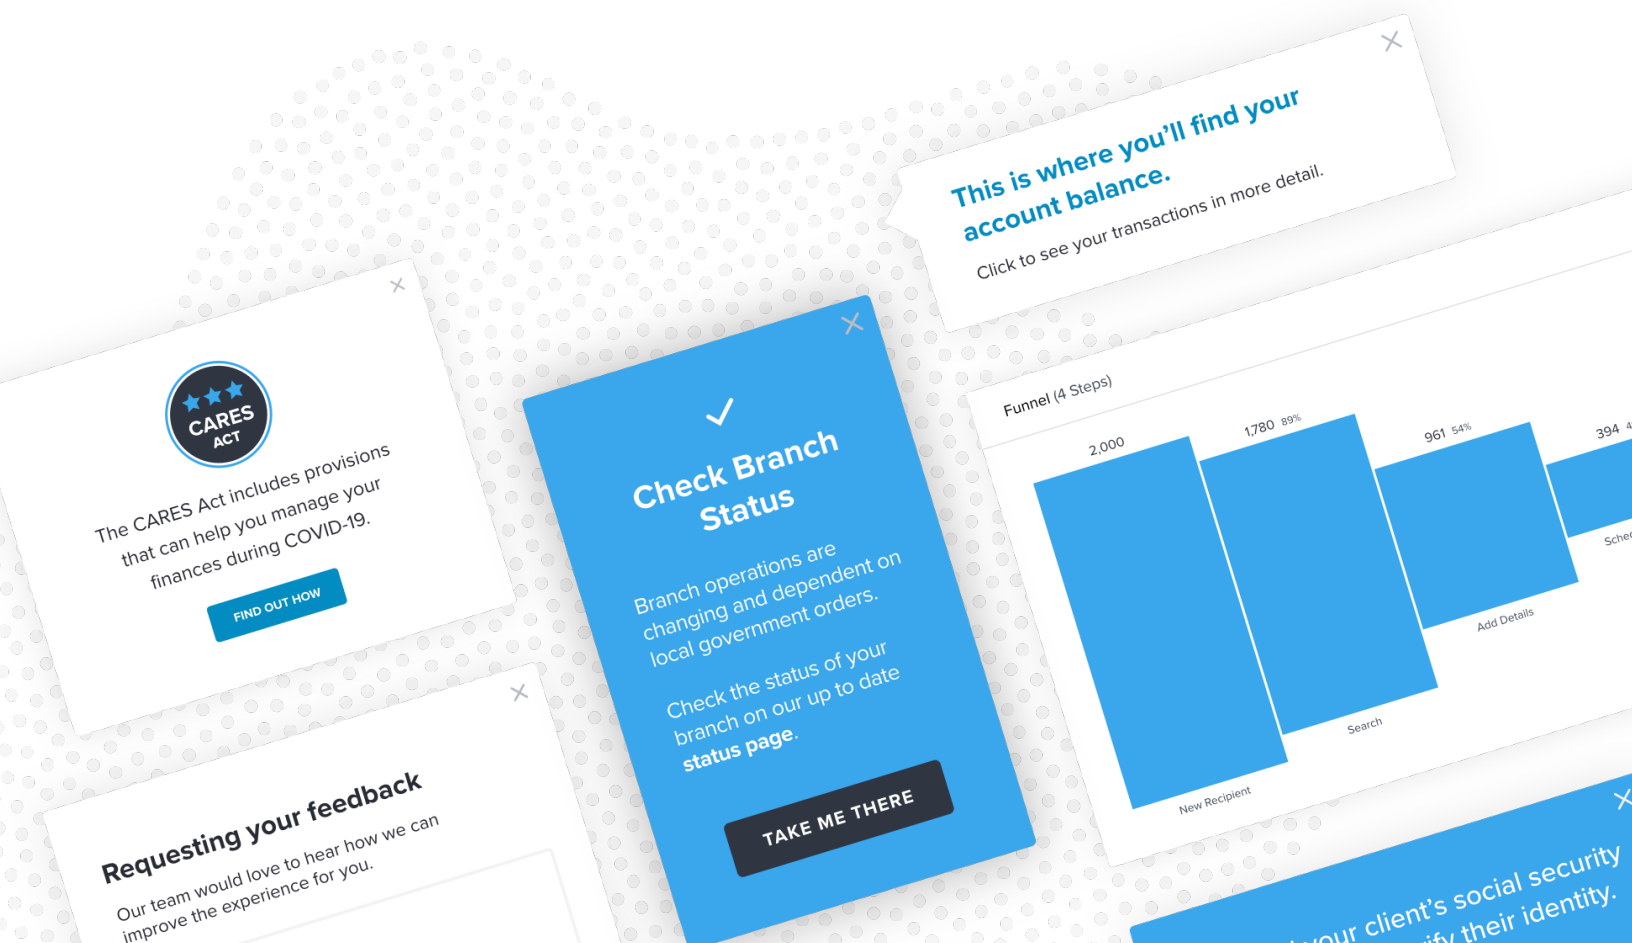 This is where you’ll find your
account balance.
Click to see your transactions in more detail.
CARES
ACT
The CARES Act includes provisions
that can help you manage your
finances during COVID-19.
FIND OUT HOW
Check Branch
Status
Branch operations are
changing and dependent on
local government orders.
Check the status of your
branch on our up to date
status page.
TAKE ME THERE
Funnel (4 Steps)
2,000
1,780 89%
961 54%
394
New Recipient
Search
Add Details
Requesting your feedback
Our team would love to hear how we can
improve the experience for you.
your client’s social security
their identity.